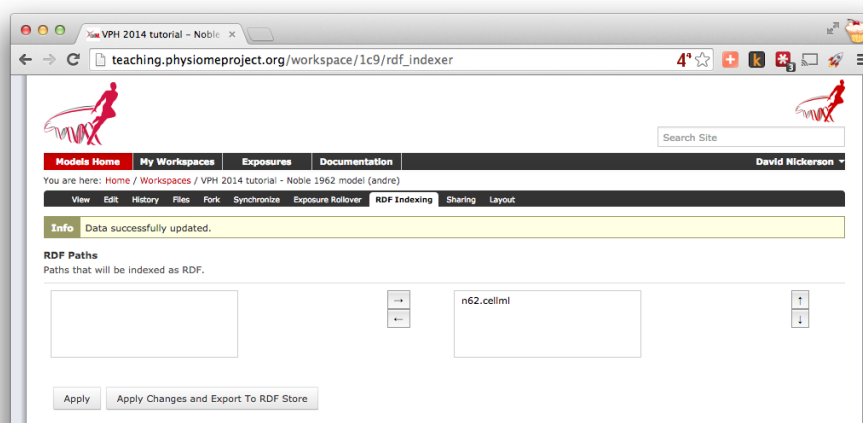 VPH 2014 tutorial – Noble ×
teaching.physiomeproject.org/workspace/1c9/rdf_indexer
Search Site
Models Home My Workspaces Exposures Documentation David Nickerson
You are here: Home / Workspaces / VPH 2014 tutorial - Noble 1962 model (andre)
View Edit History Files Fork Synchronize Exposure Rollover RDF Indexing Sharing Layout
Info Data successfully updated.
RDF Paths
Paths that will be indexed as RDF.
→ n62.cellml ↑
← ↓
Apply Apply Changes and Export To RDF Store